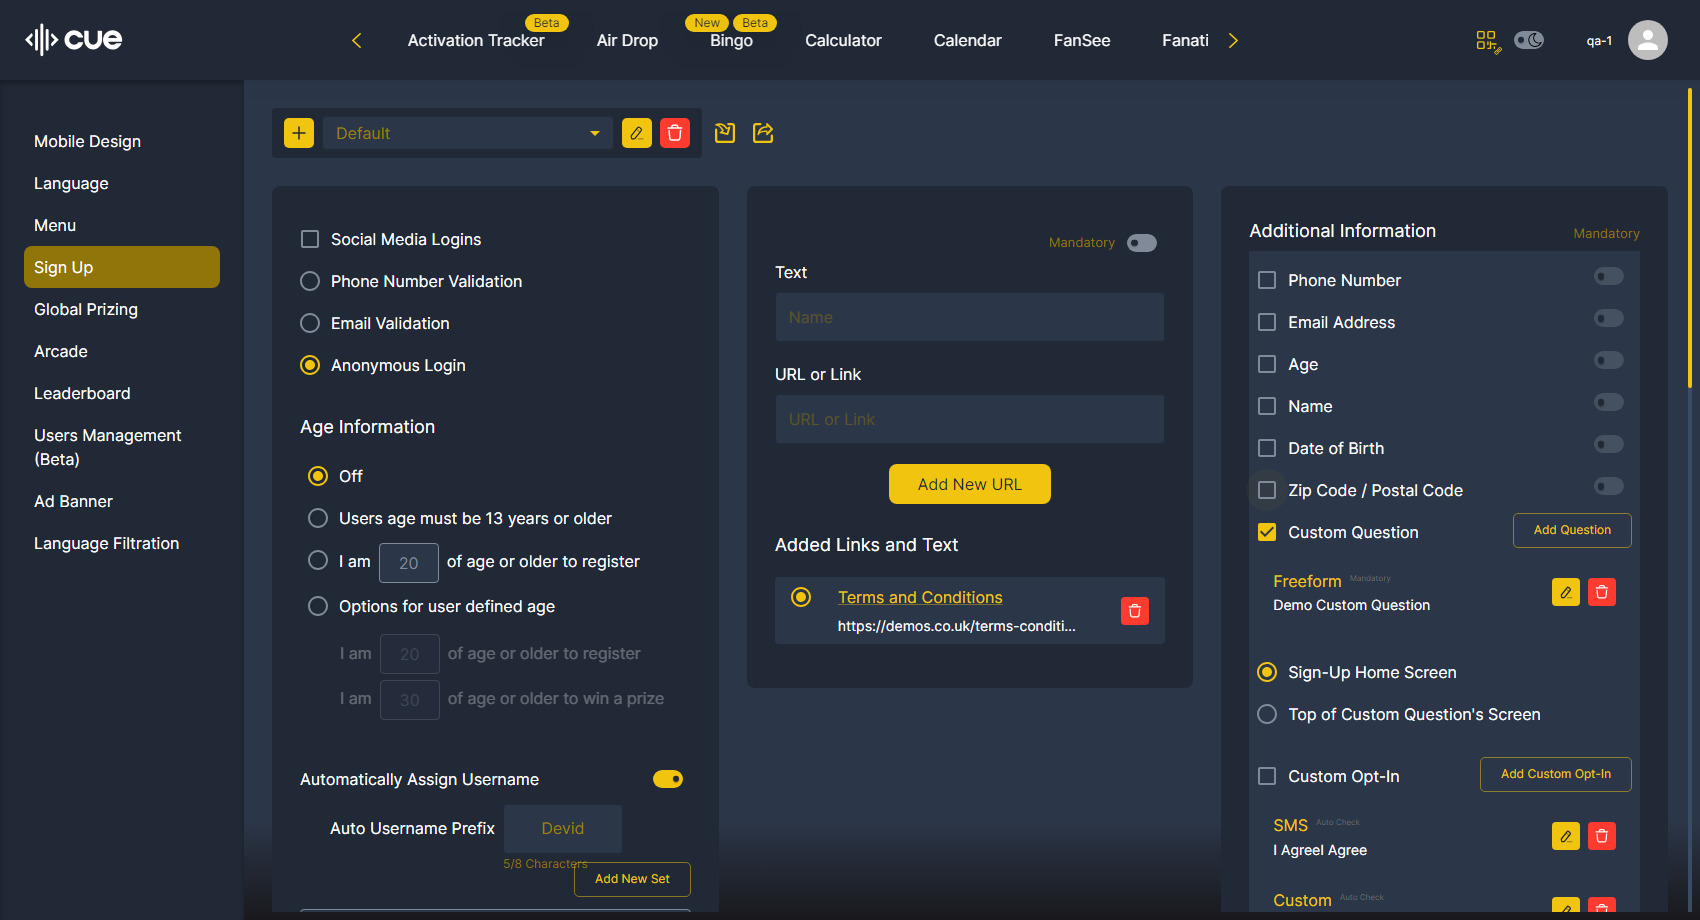 cue
Beta
New
Beta
Activation Tracker
Air Drop
Bingo
Calculator
Calendar
FanSee
Fanati
qa-1
Mobile Design
Language
Menu
Sign Up
Global Prizing
Arcade
Leaderboard
Users Management
(Beta)
Ad Banner
Language Filtration
Default
Social Media Logins
Phone Number Validation
Email Validation
Anonymous Login
Age Information
Off
Users age must be 13 years or older
I am 20 of age or older to register
Options for user defined age
I am 20 of age or older to register
I am 30 of age or older to win a prize
Automatically Assign Username
Auto Username Prefix Devid
5/8 Characters
Add New Set
Mandatory
Text
Name
URL or Link
URL or Link
Add New URL
Added Links and Text
Terms and Conditions
https://demos.co.uk/terms-conditi...
Additional Information
Mandatory
Phone Number
Email Address
Age
Name
Date of Birth
Zip Code / Postal Code
Custom Question
Add Question
Freeform Mandatory
Demo Custom Question
Sign-Up Home Screen
Top of Custom Question's Screen
Custom Opt-In
Add Custom Opt-In
SMS Auto Check
I AgreeI Agree
Custom Auto Check